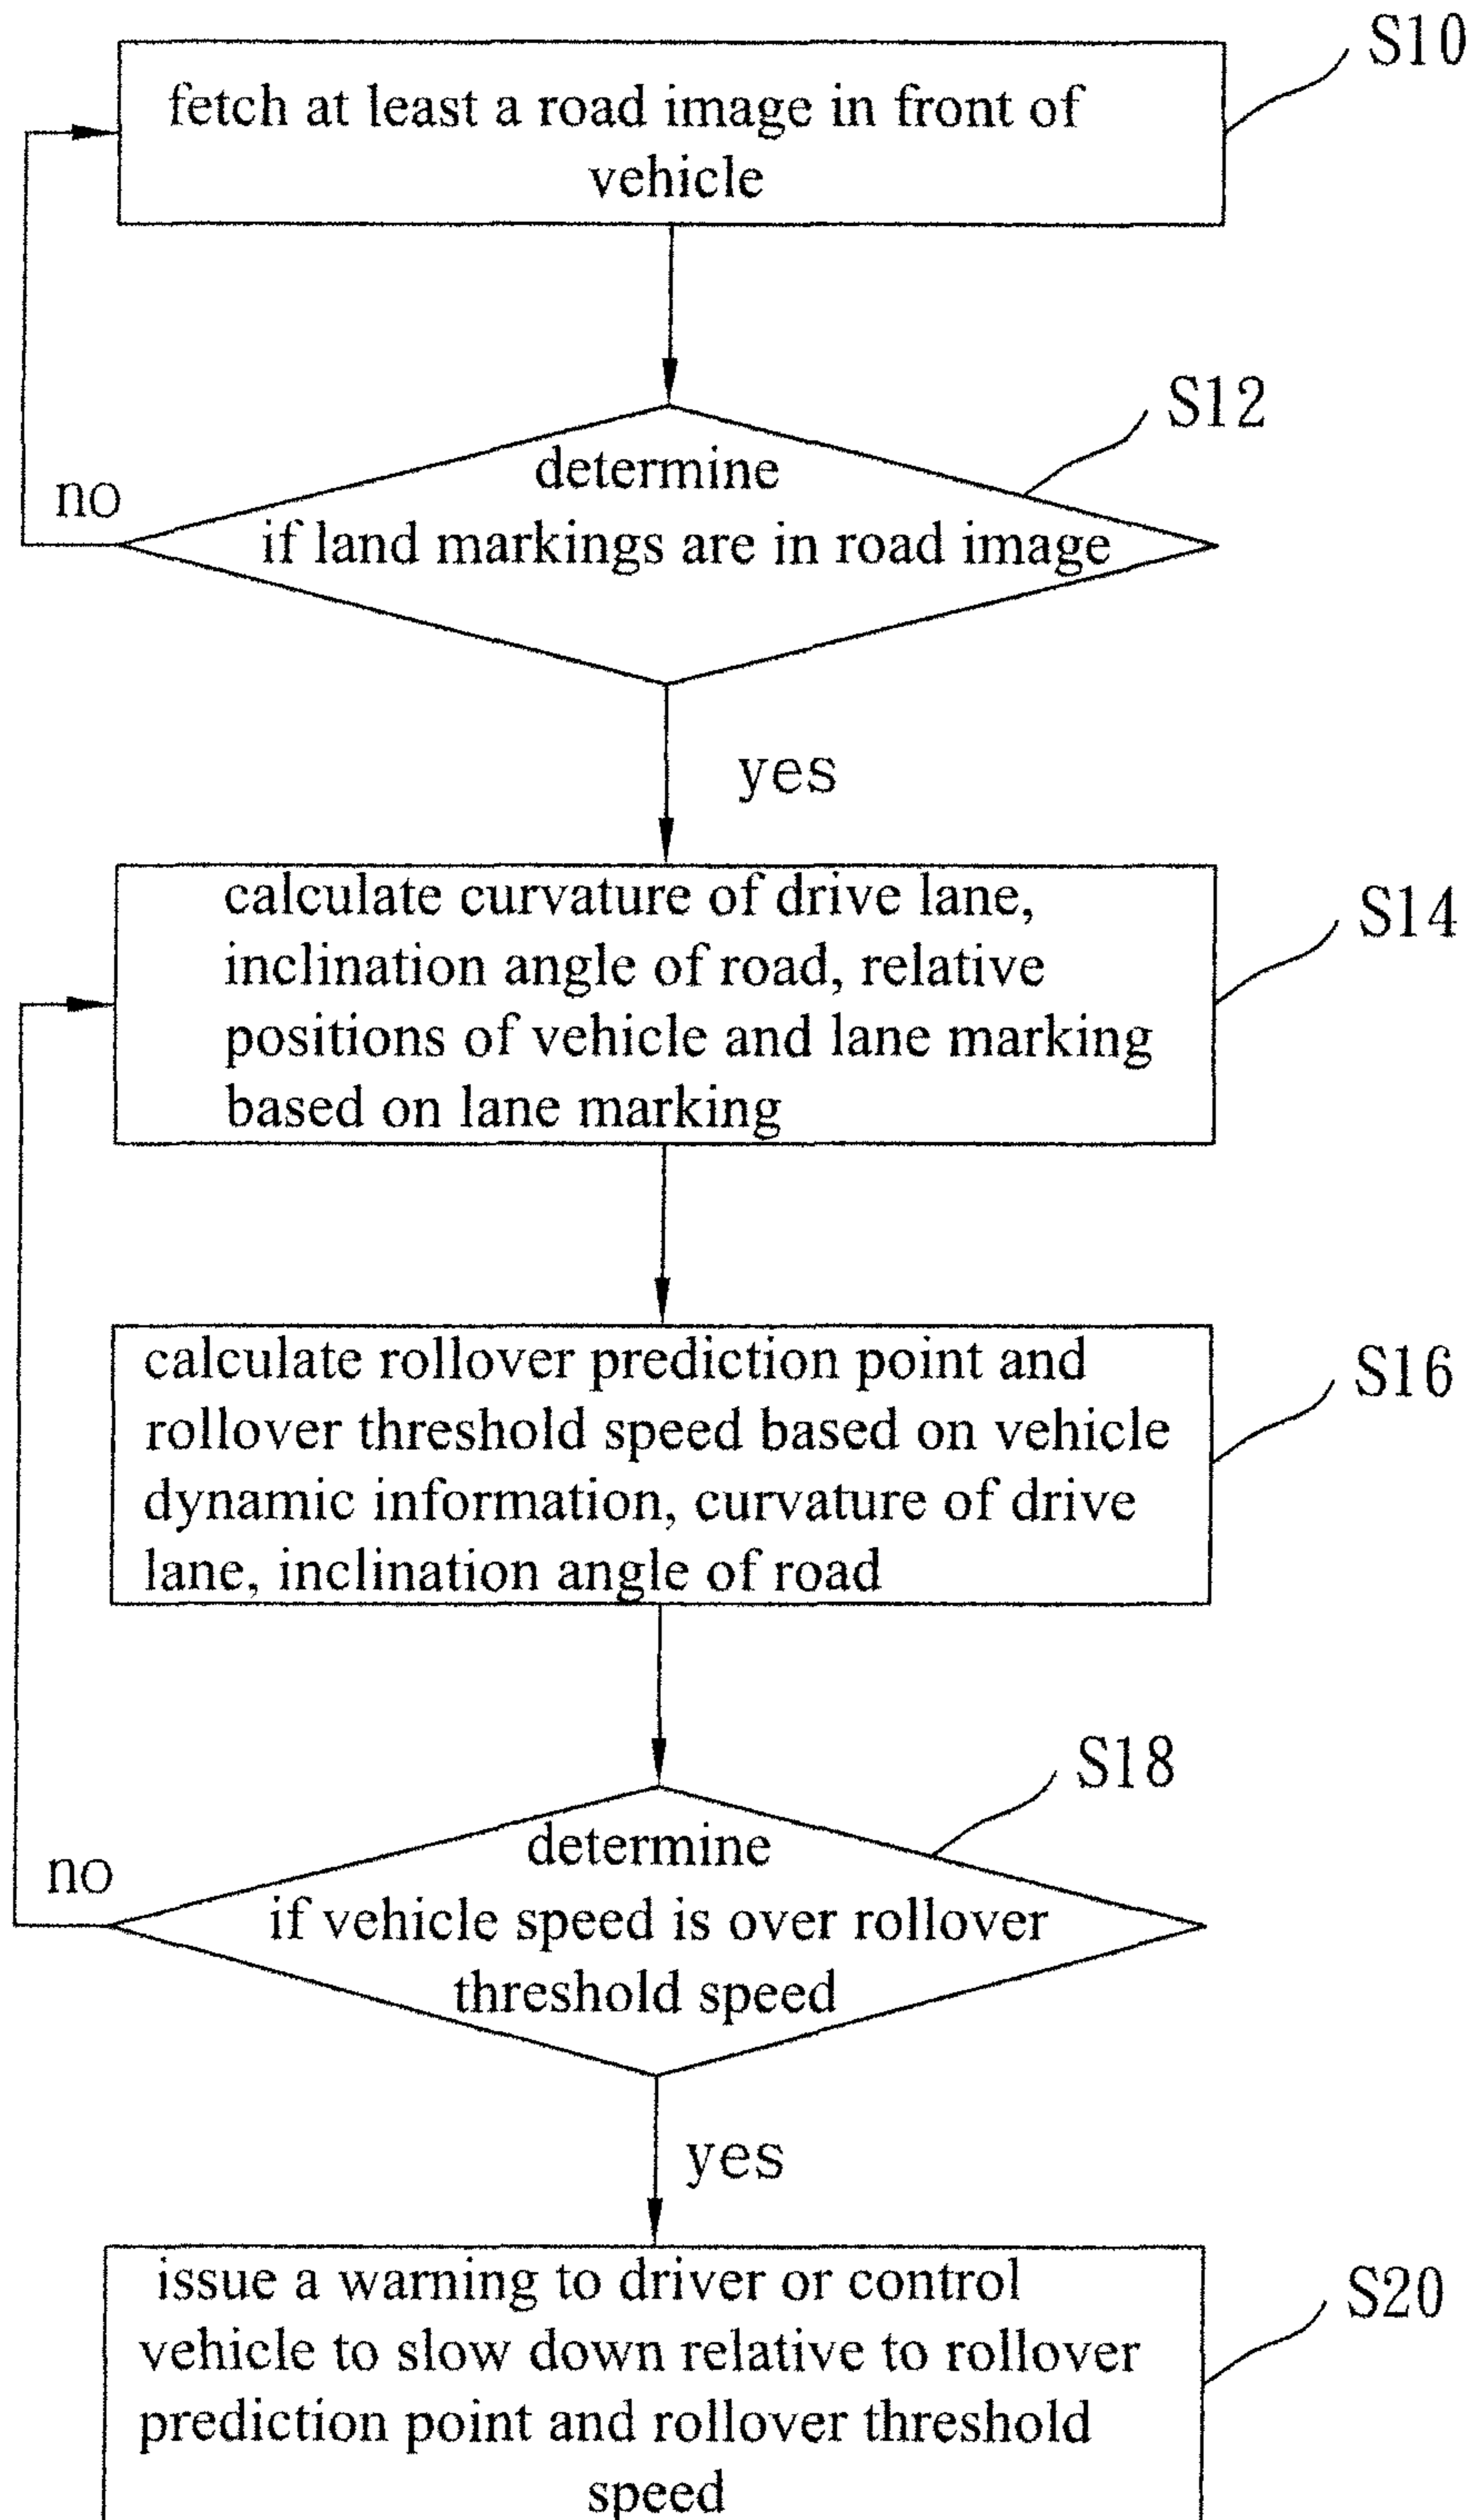 S10
fetch at least a road image in front of
vehicle
S12
determine
if land markings are in road image
no
yes
S14
calculate curvature of drive lane,
inclination angle of road, relative
positions of vehicle and lane marking
based on lane marking
S16
calculate rollover prediction point and
rollover threshold speed based on vehicle
dynamic information, curvature of drive
lane, inclination angle of road
S18
determine
if vehicle speed is over rollover
threshold speed
no
yes
S20
issue a warning to driver or control
vehicle to slow down relative to rollover
prediction point and rollover threshold
speed